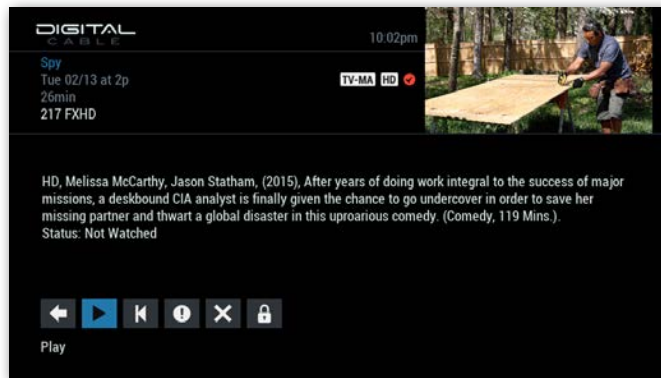 DIGITAL
CABLE
10:02pm
Spy
Tue 02/13 at 2p
TV-MA HD
26min
217 FXHD
HD, Melissa McCarthy, Jason Statham, (2015), After years of doing work integral to the success of major
missions, a deskbound CIA analyst is finally given the chance to go undercover in order to save her
missing partner and thwart a global disaster in this uproarious comedy. (Comedy, 119 Mins.).
Status: Not Watched
Play